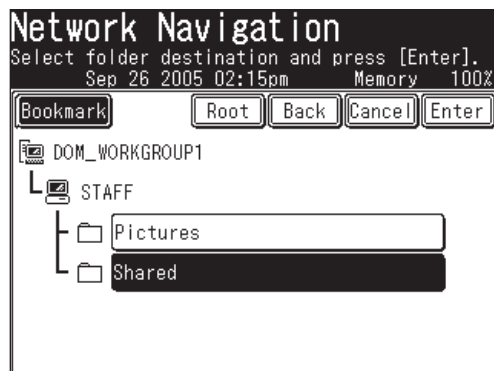 Network Navigation
Select folder destination and press [Enter].
Sep 26 2005 02:15pm Memory 100%
Bookmark Root Back Cancel Enter
DOM_WORKGROUP1
STAFF
Pictures
Shared